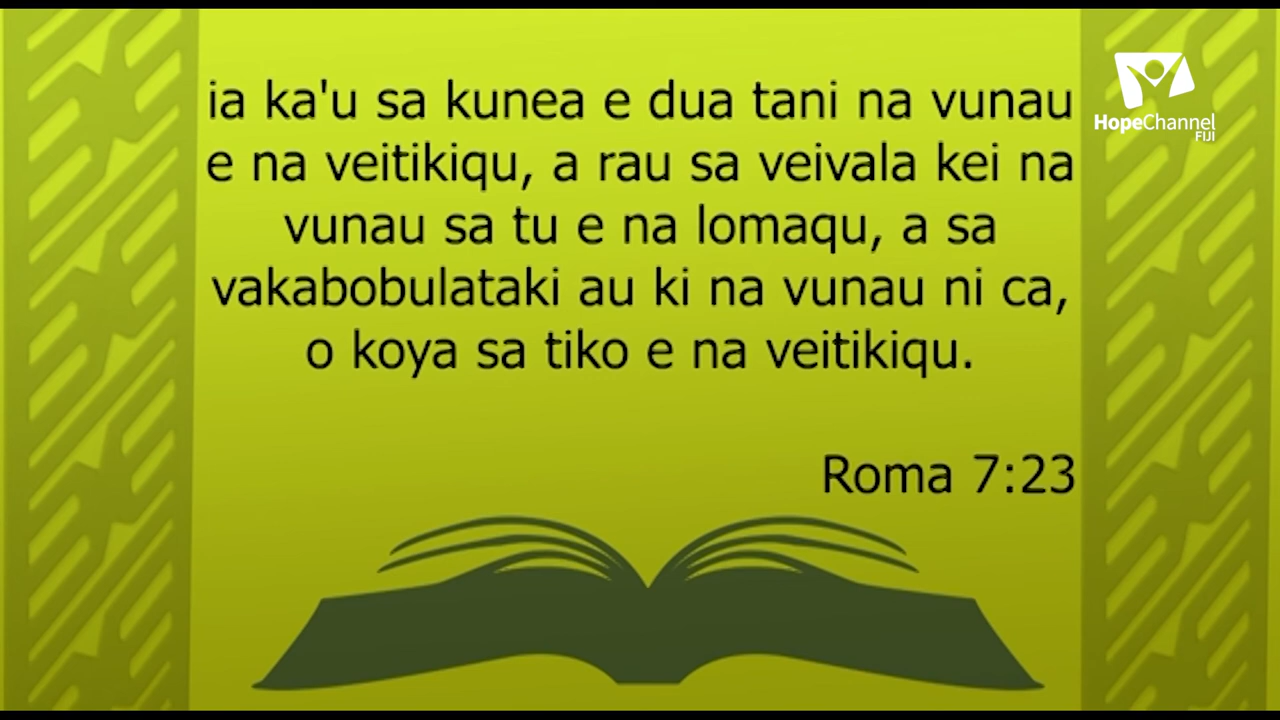 ia ka'u sa kunea e dua tani na vunau
e na veitikiqu, a rau sa veivala kei na
vunau sa tu e na lomaqu, a sa
vakabobulataki au ki na vunau ni ca,
o koya sa tiko e na veitikiqu.
Roma 7:23
HopeChannel
FIJI